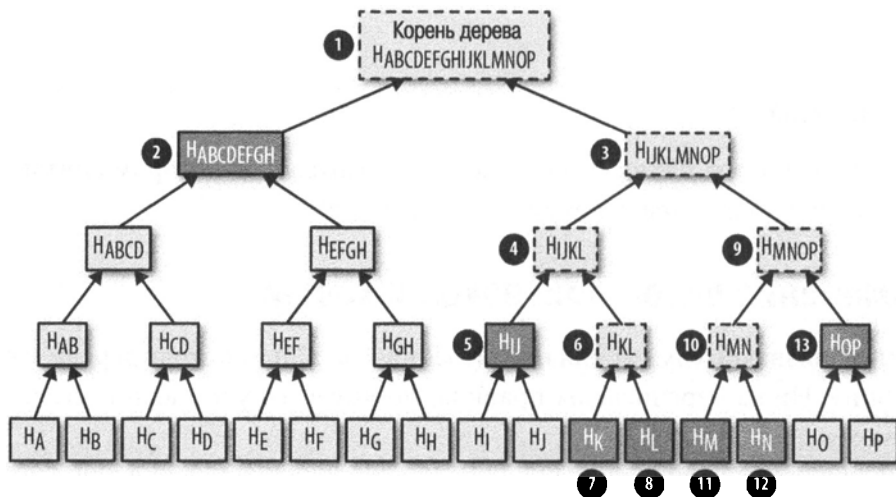 1 Корень дерева
HABCDEFGHIJKLMNOP
2 HABCDEFGH 3 HIJKLMNOP
HABCD HEFGH 4 HIJKL 9 HMNOP
HAB HCD HEF HGH 5 HIJ 6 HKL 10 HMN 13 HOP
HA HB HC HD HE HF HG HH HI HJ HK HL HM HN HO HP
7 8 11 12